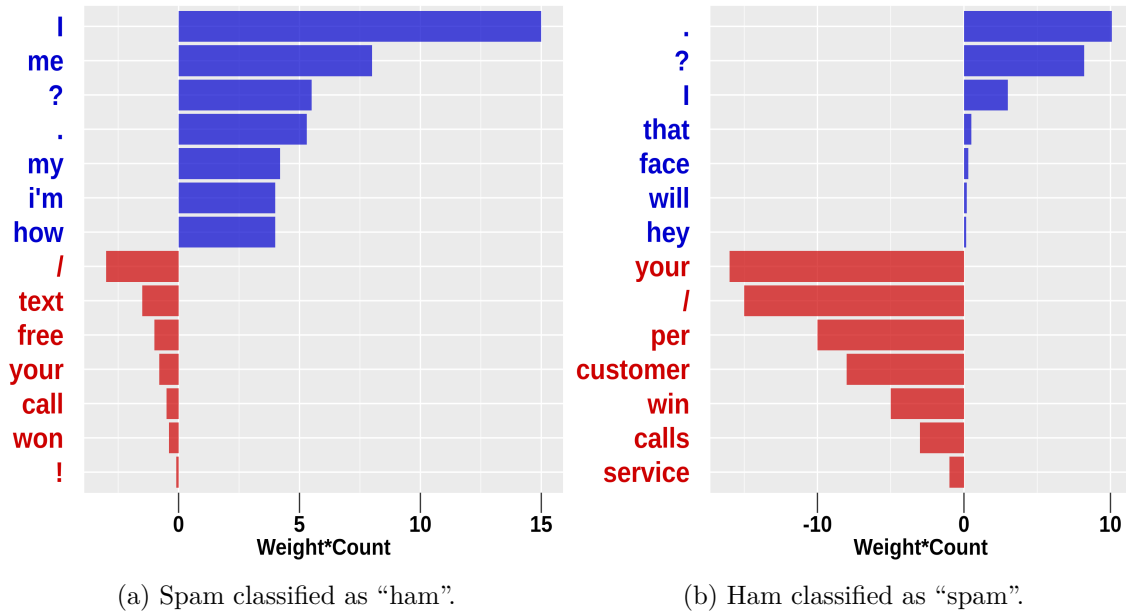 I
me
?
.
my
i'm
how
/
text
free
your
call
won
!
0 5 10 15
Weight*Count
(a) Spam classified as “ham”.
.
?
I
that
face
will
hey
your
/
per
customer
win
calls
service
-10 0 10
Weight*Count
(b) Ham classified as “spam”.